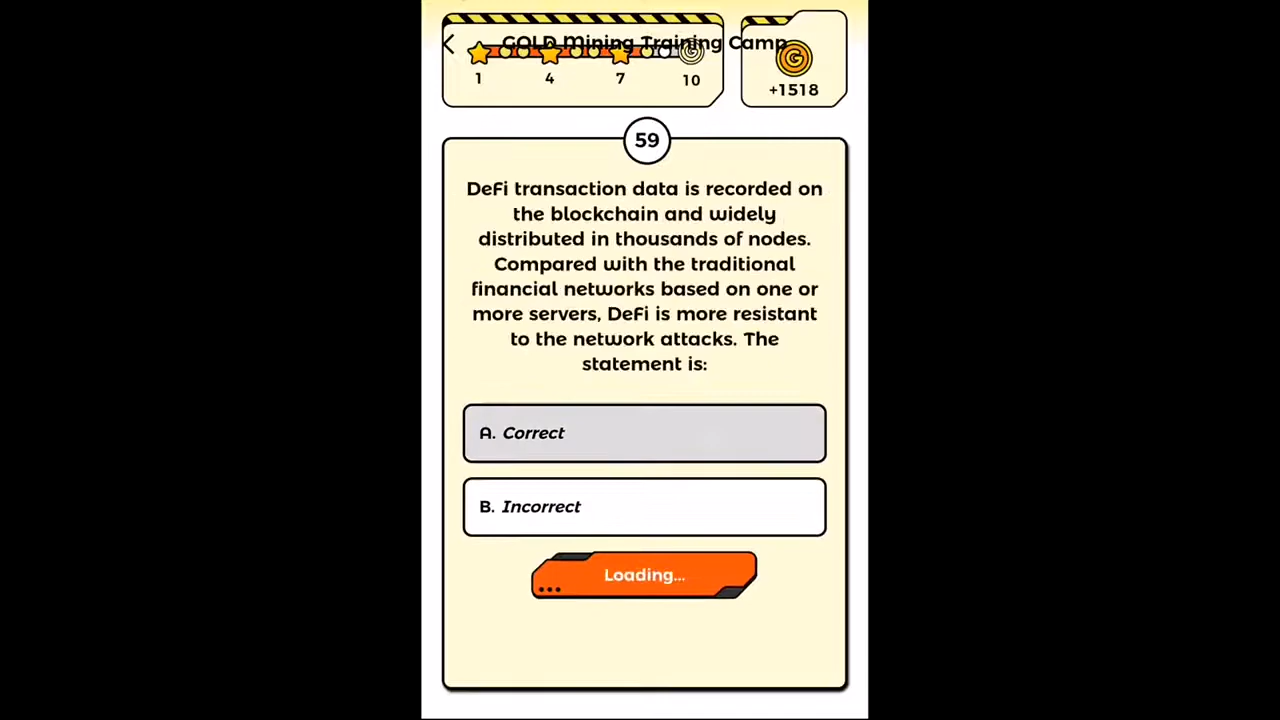 GOLD Mining Training Camp
1
4
7
10
+1518
59
DeFi transaction data is recorded on
the blockchain and widely
distributed in thousands of nodes.
Compared with the traditional
financial networks based on one or
more servers, DeFi is more resistant
to the network attacks. The
statement is:
A. Correct
B. Incorrect
Loading...